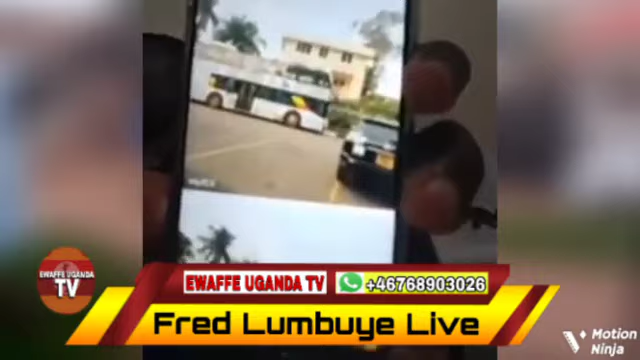 EWAFFE UGANDA
TV
EWAFFE UGANDA TV
+46768903026
Fred Lumbuye Live
Motion
Ninja